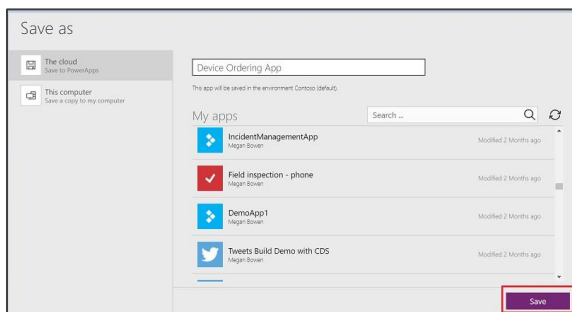 Save as
The cloud
Save to PowerApps
This computer
Save a copy to my computer
Device Ordering App
This app will be saved in the environment Contoso (default).
My apps
Search ...
IncidentManagementApp
Megan Bowen
Modified 2 Months ago
Field inspection - phone
Megan Bowen
Modified 2 Months ago
DemoApp1
Megan Bowen
Modified 2 Months ago
Tweets Build Demo with CDS
Megan Bowen
Modified 2 Months ago
Save